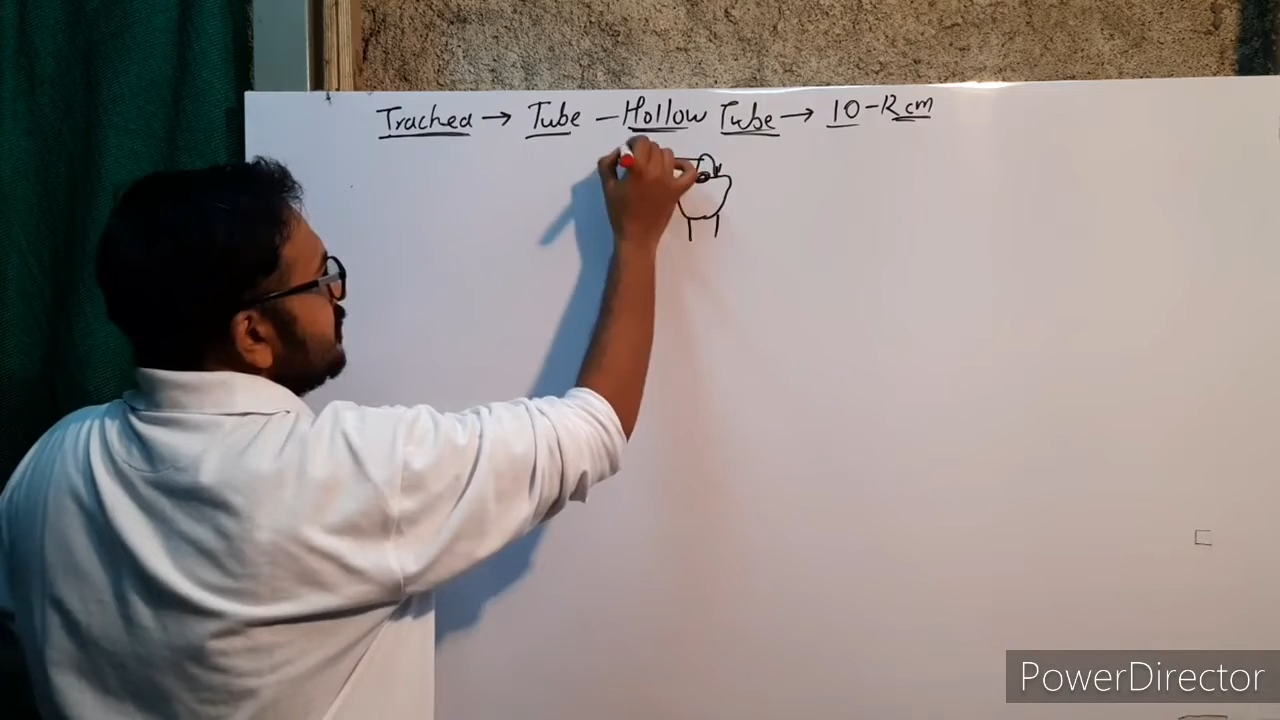 Trachea → Tube – Hollow Tube → 10-12 cm
PowerDirector